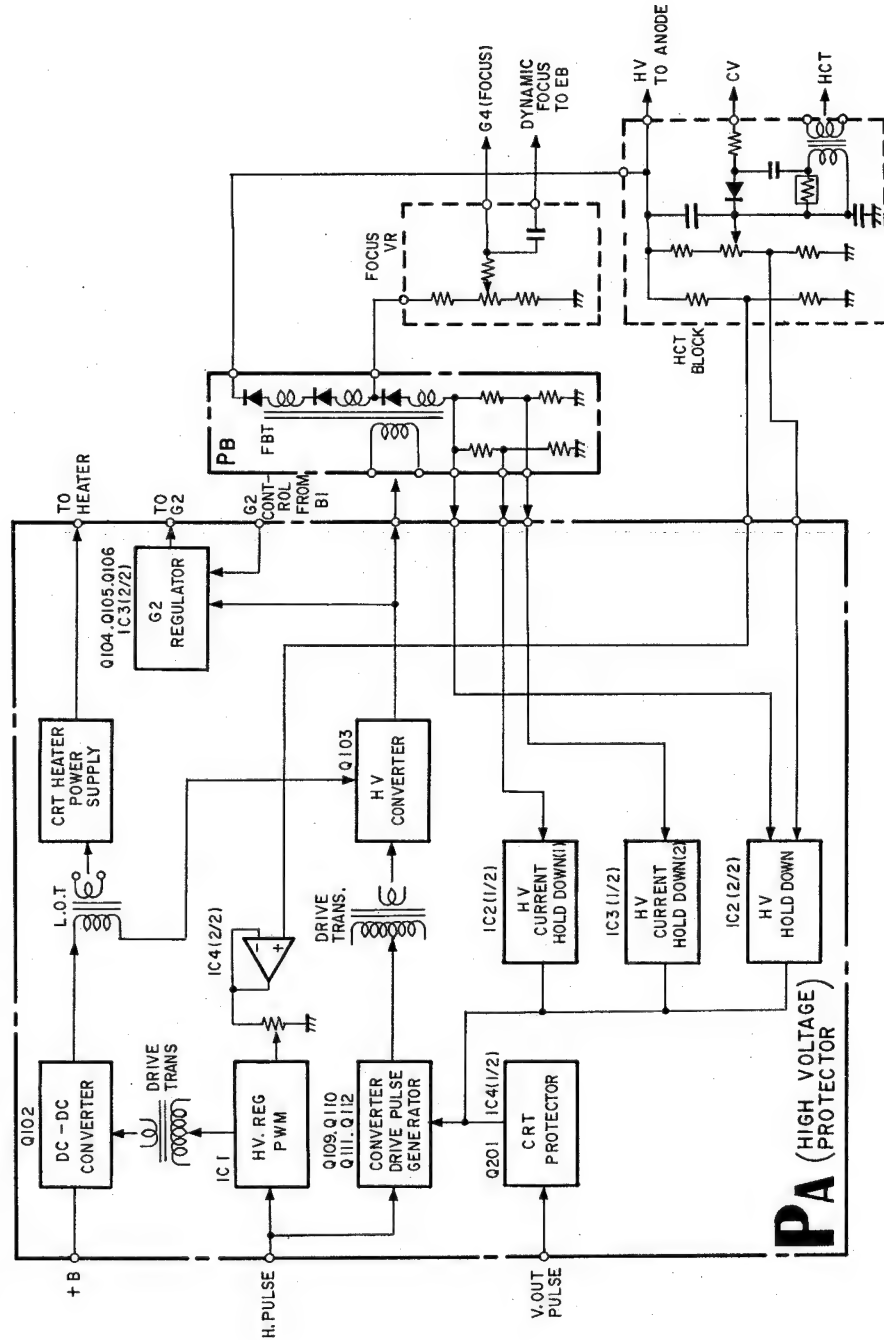 +B
H.PULSE
V.OUT
PULSE
Q102
DC-DC
CONVERTER
DRIVE
TRANS
IC1
HV.REG
PWM
Q109.Q110
Q111.Q112
CONVERTER
DRIVE PULSE
GENERATOR
Q201
IC4(1/2)
CRT
PROTECTOR
PA (HIGH VOLTAGE
PROTECTOR)
L.O.T
CRT HEATER
POWER
SUPPLY
IC4(2/2)
-
+
DRIVE
TRANS.
Q103
HV
CONVERTER
IC2(1/2)
HV
CURRENT
HOLD DOWN(1)
IC3(1/2)
HV
CURRENT
HOLD DOWN(2)
IC2(2/2)
HV
HOLD DOWN
Q104.Q105.Q106
IC3(2/2)
G2
REGULATOR
TO
HEATER
TO
G2
G2
CONT-
ROL
FROM
B1
PB
FBT
FOCUS
VR
G4(FOCUS)
DYNAMIC
FOCUS
TO EB
HCT
BLOCK
HV
TO ANODE
CV
HCT